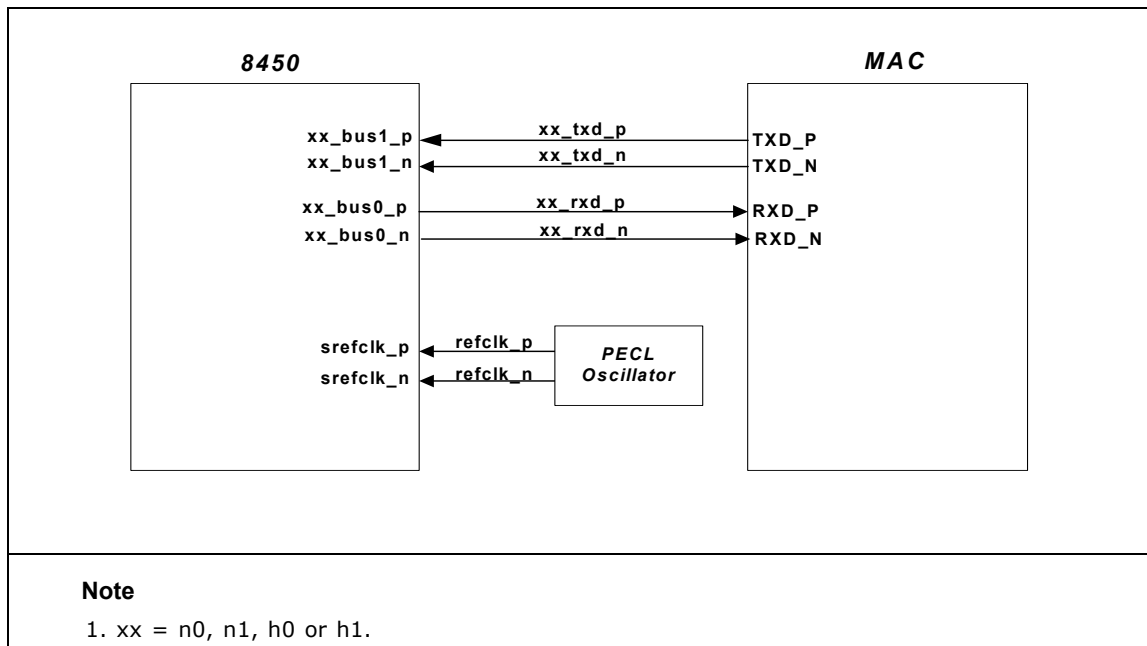 8450
MAC
xx_bus1_p
xx_txd_p
TXD_P
xx_bus1_n
xx_txd_n
TXD_N
xx_bus0_p
xx_rxd_p
RXD_P
xx_bus0_n
xx_rxd_n
RXD_N
srefclk_p
refclk_p
srefclk_n
refclk_n
PECL
Oscillator
Note
1. xx = n0, n1, h0 or h1.